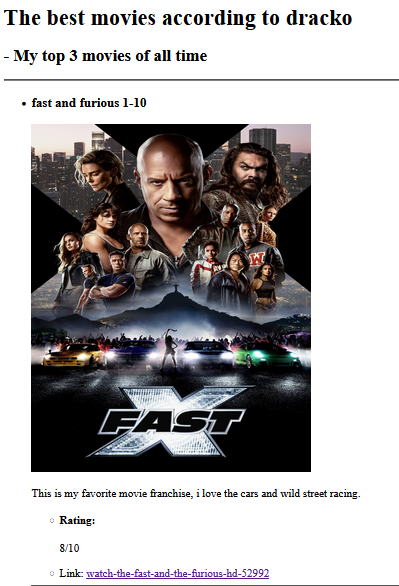 The best movies according to dracko
- My top 3 movies of all time
fast and furious 1-10
W
FAST X
This is my favorite movie franchise, i love the cars and wild street racing.
Rating:
8/10
Link: watch-the-fast-and-the-furious-hd-52992